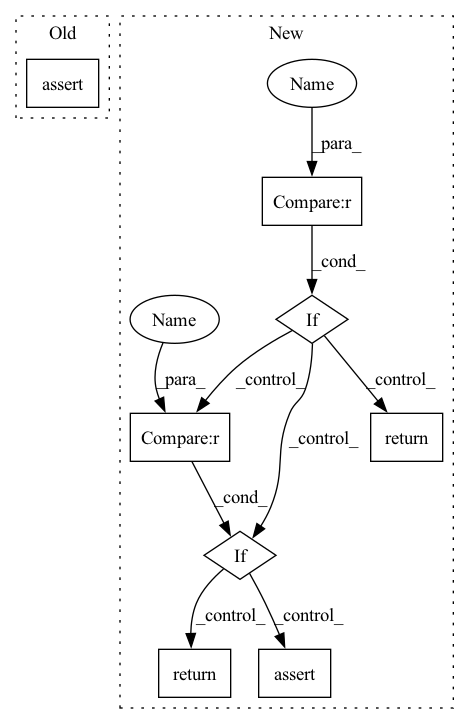 Old
New
assert
Name
_para_
Compare:r
_cond_
Name
If
_para_
_control_
_control_
_control_
Compare:r
return
_cond_
If
_control_
_control_
return
assert